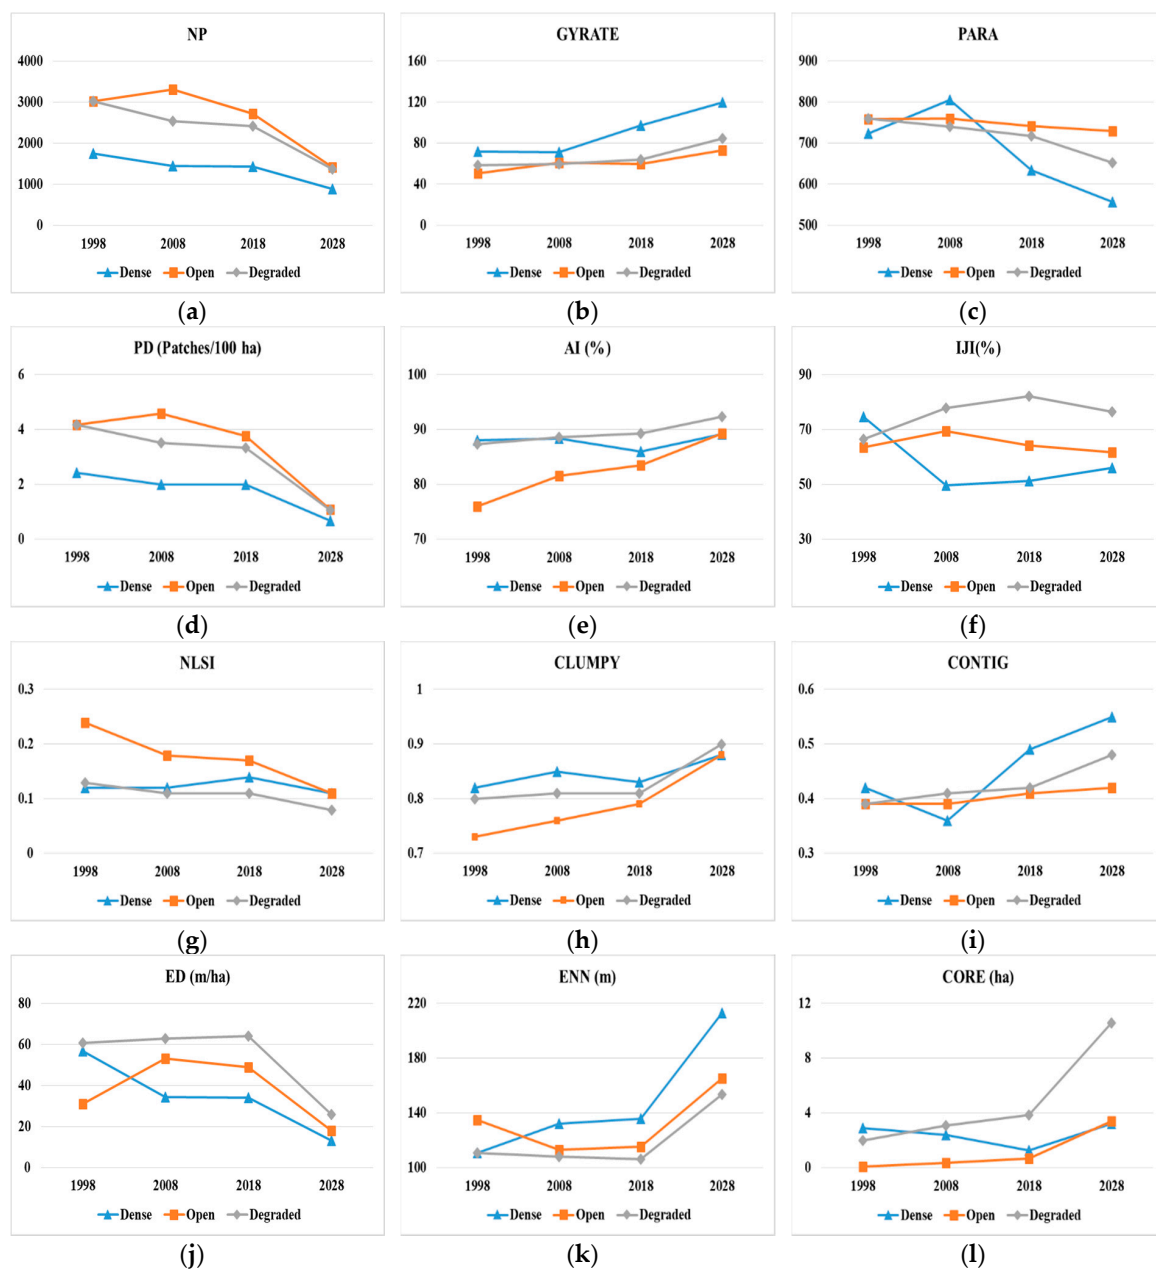 NP
4000
3000
2000
1000
0
1998 2008 2018 2028
Dense Open Degraded
(a)
GYRATE
160
120
80
40
0
1998 2008 2018 2028
Dense Open Degraded
(b)
PARA
900
800
700
600
500
1998 2008 2018 2028
Dense Open Degraded
(c)
PD (Patches/100 ha)
6
4
2
0
1998 2008 2018 2028
Dense Open Degraded
(d)
AI (%)
100
90
80
70
1998 2008 2018 2028
Dense Open Degraded
(e)
IJI(%)
90
70
50
30
1998 2008 2018 2028
Dense Open Degraded
(f)
NLSI
0.3
0.2
0.1
0
1998 2008 2018 2028
Dense Open Degraded
(g)
CLUMPY
1
0.9
0.8
0.7
1998 2008 2018 2028
Dense Open Degraded
(h)
CONTIG
0.6
0.5
0.4
0.3
1998 2008 2018 2028
Dense Open Degraded
(i)
ED (m/ha)
80
60
40
20
0
1998 2008 2018 2028
Dense Open Degraded
(j)
ENN (m)
220
180
140
100
1998 2008 2018 2028
Dense Open Degraded
(k)
CORE (ha)
12
8
4
0
1998 2008 2018 2028
Dense Open Degraded
(l)